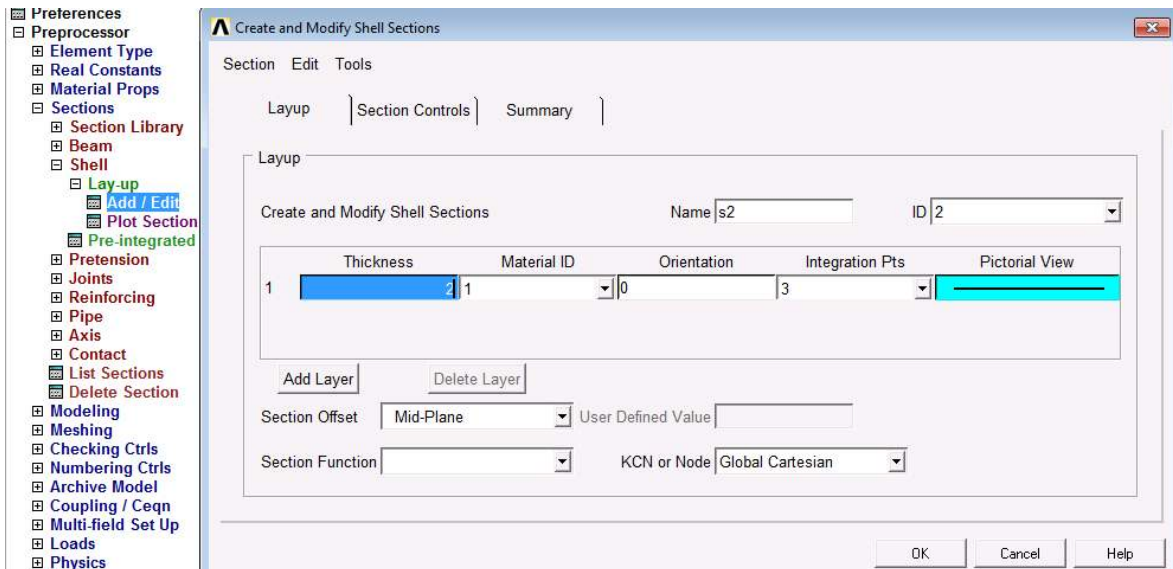 Preferences
Preprocessor
Element Type
Real Constants
Material Props
Sections
Section Library
Beam
Shell
Lay-up
Add / Edit
Plot Section
Pre-integrated
Pretension
Joints
Reinforcing
Pipe
Axis
Contact
List Sections
Delete Section
Modeling
Meshing
Checking Ctrls
Numbering Ctrls
Archive Model
Coupling / Ceqn
Multi-field Set Up
Loads
Physics
Create and Modify Shell Sections
Section Edit Tools
Layup Section Controls Summary
Layup
Create and Modify Shell Sections Name s2 ID 2
Thickness Material ID Orientation Integration Pts Pictorial View
1 2 1 0 3
Add Layer Delete Layer
Section Offset Mid-Plane User Defined Value
Section Function KCN or Node Global Cartesian
OK Cancel Help